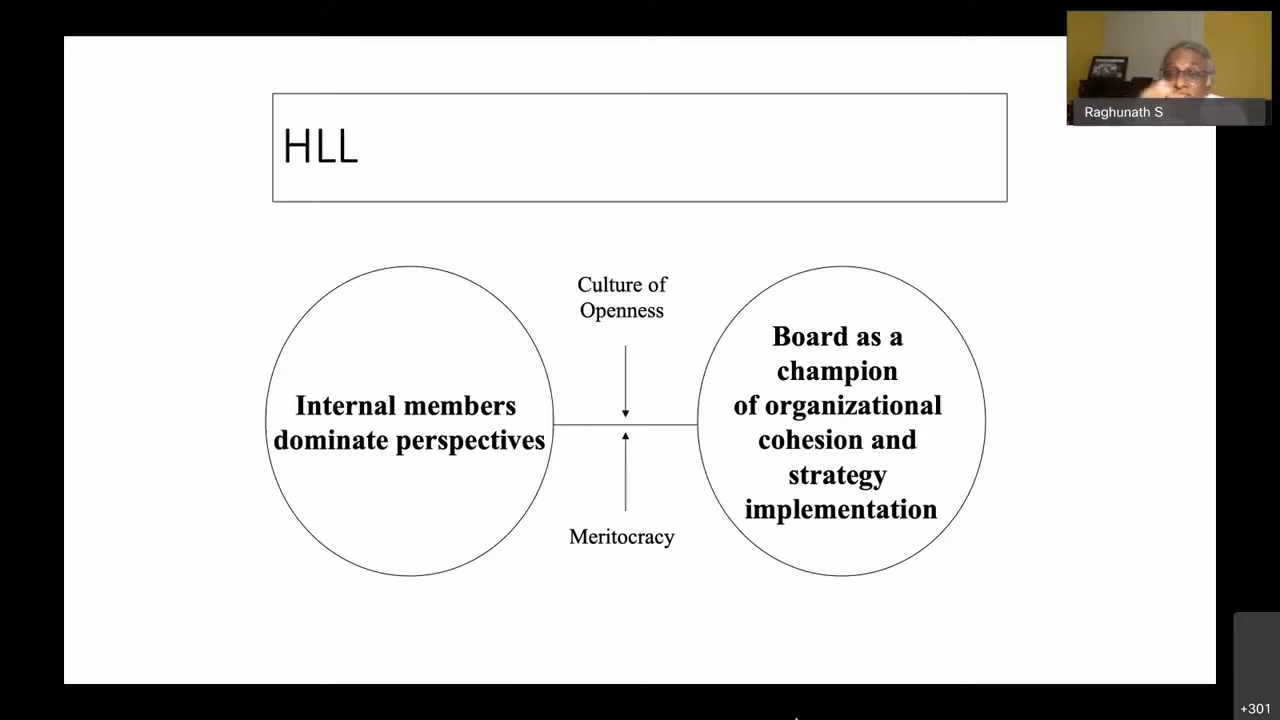 Raghunath S
HLL
Culture of
Openness
Internal members
dominate perspectives
Board as a
champion
of organizational
cohesion and
strategy
implementation
Meritocracy
+301